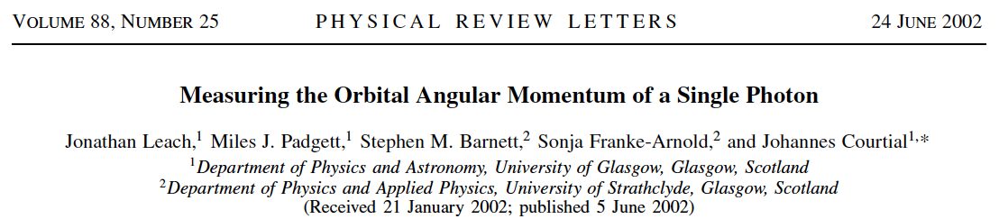 VOLUME 88, NUMBER 25 PHYSICAL REVIEW LETTERS 24 JUNE 2002
Measuring the Orbital Angular Momentum of a Single Photon
Jonathan Leach,¹ Miles J. Padgett,¹ Stephen M. Barnett,² Sonja Franke-Arnold,² and Johannes Courtial¹,*
¹Department of Physics and Astronomy, University of Glasgow, Glasgow, Scotland
²Department of Physics and Applied Physics, University of Strathclyde, Glasgow, Scotland
(Received 21 January 2002; published 5 June 2002)